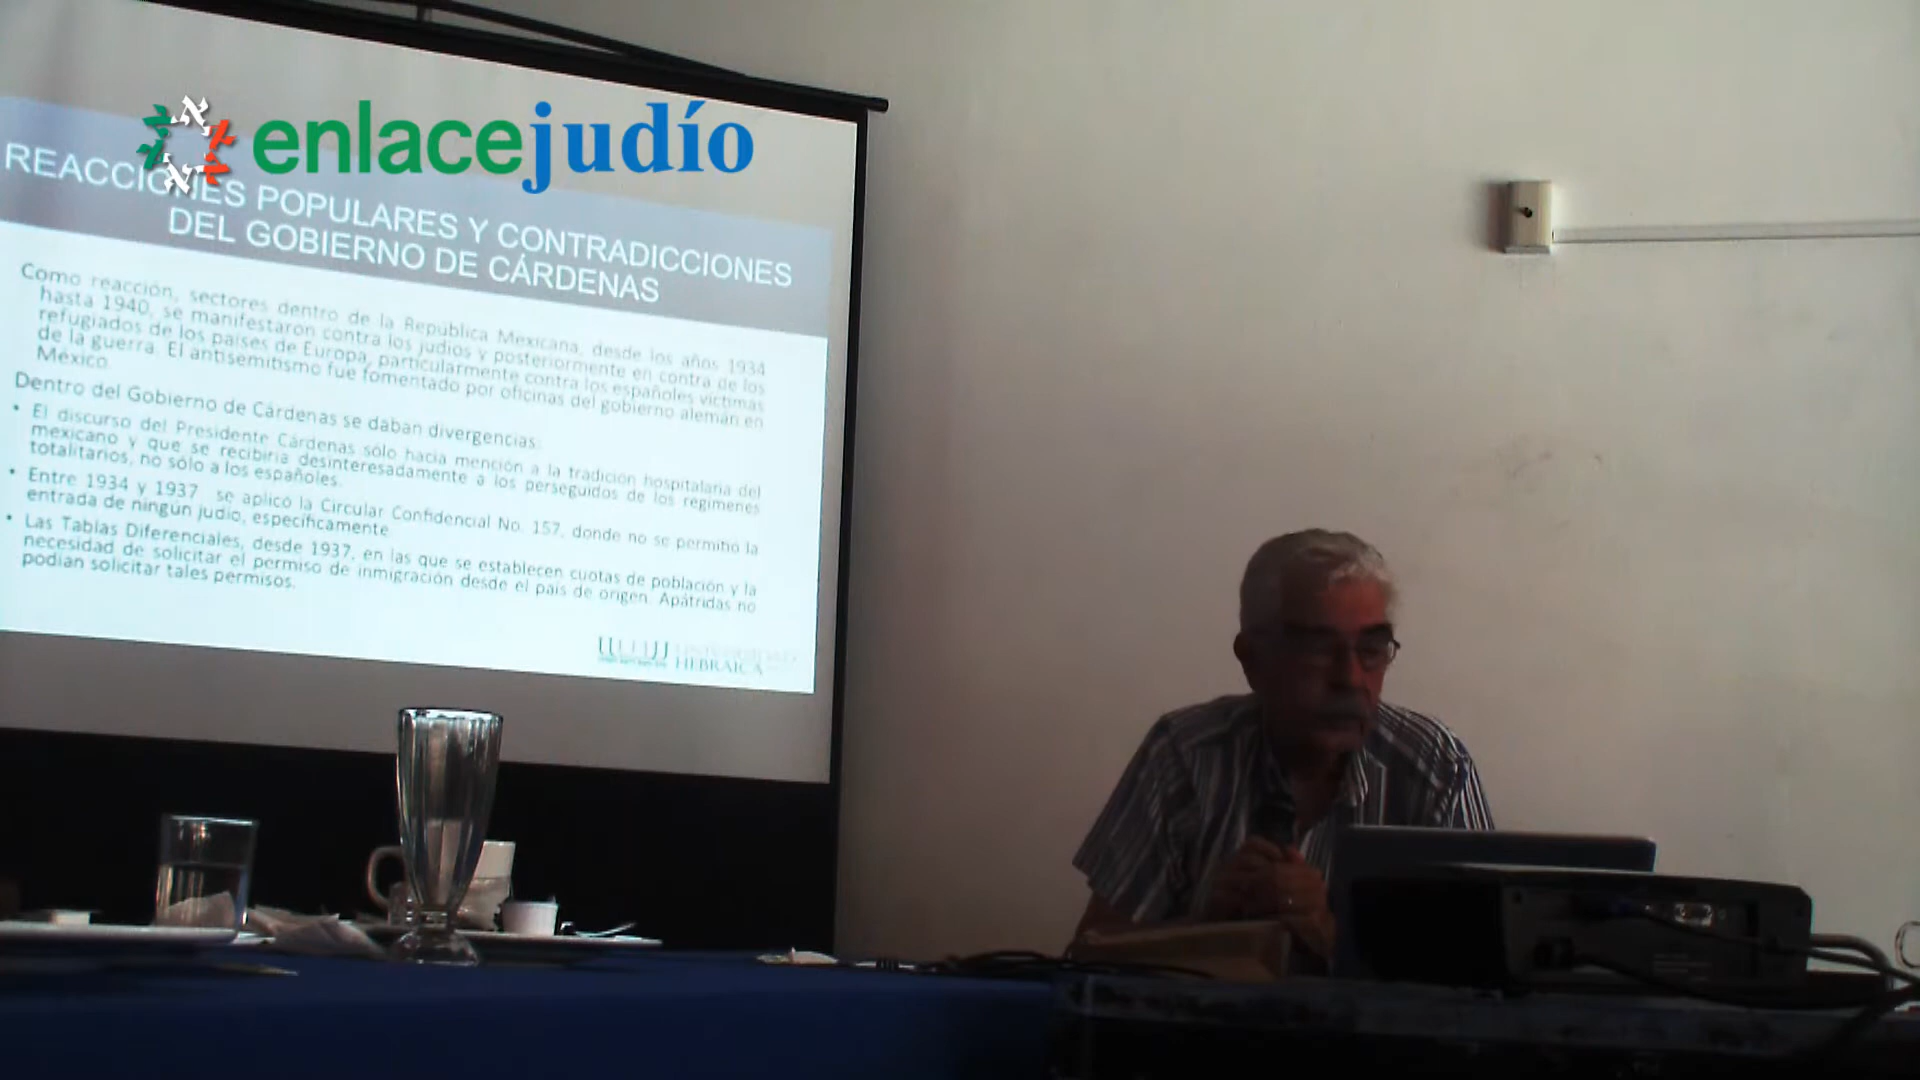 enlacejudío
REACCIONES POPULARES Y CONTRADICCIONES
DEL GOBIERNO DE CÁRDENAS
Como reacción, sectores dentro de la República Mexicana, desde los años 1934
hasta 1940, se manifestaron contra los judíos y posteriormente en contra de los
refugiados de los países de Europa, particularmente contra los españoles víctimas
de la guerra. El antisemitismo fue fomentado por oficinas del gobierno alemán en
México.
Dentro del Gobierno de Cárdenas se daban divergencias:
• El discurso del Presidente Cárdenas sólo hacía mención a la tradición hospitalaria del
mexicano y que se recibiría desinteresadamente a los perseguidos de los regímenes
totalitarios, no sólo a los españoles.
• Entre 1934 y 1937 se aplicó la Circular Confidencial No. 157, donde no se permitió la
entrada de ningún judío, específicamente
• Las Tablas Diferenciales, desde 1937, en las que se establecen cuotas de población y la
necesidad de solicitar el permiso de inmigración desde el país de origen. Apátridas no
podían solicitar tales permisos.
HEBRAICA